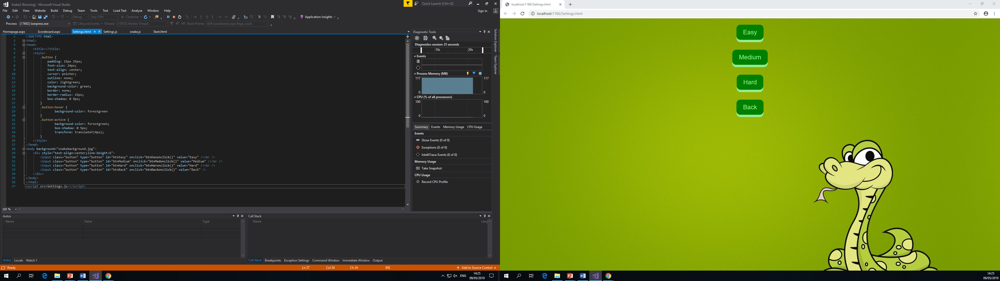 Snake2 (Running) - Microsoft Visual Studio
Quick Launch (Ctrl+Q)
File Edit View Website Build Debug Team Tools Test Load Test Analyze Window Help
Sign in
Debug Any CPU Continue Application Insights
Process: [17692] iisexpress.exe Lifecycle Events Thread: [13972] Worker Thread Stack Frame: ASP.scoreboard_aspx.Page_Load
Homepage.aspx Scoreboard.aspx Settings.html Settings.js snake.js Start.html
1 <!DOCTYPE html>
2 <html>
3 <head>
4 <title></title>
5 <style>
6 .button {
7 padding: 15px 25px;
8 font-size: 24px;
9 text-align: center;
10 cursor: pointer;
11 outline: none;
12 color: lightgreen;
13 background-color: green;
14 border: none;
15 border-radius: 15px;
16 box-shadow: 0 9px;
17 }
18 .button:hover {
19 background-color: forestgreen
20 }
21 .button:active {
22 background-color: forestgreen;
23 box-shadow: 0 5px;
24 transform: translateY(4px);
25 }
26 </style>
27 </head>
28 <body background="snakebackground.jpg">
29 <div style="text-align:center;line-height:6">
30 <input class="button" type="button" id="btnEasy" onclick="btnEasonclick()" value="Easy" /><br />
31 <input class="button" type="button" id="btnMedium" onclick="btnMedonclick()" value="Medium" /><br />
32 <input class="button" type="button" id="btnHard" onclick="btnHaronclick()" value="Hard" /><br />
33 <input class="button" type="button" id="btnBack" onclick="btnBackonclick()" value="Back" />
34 </div>
35 </body>
36 </html>
37 <script src=Settings.js></script>
100 %
Diagnostic Tools
Diagnostics session: 21 seconds
10s 20s
Events
Process Memory (MB)
117 117
0 0
CPU (% of all processors)
100 100
0 0
Summary Events Memory Usage CPU Usage
Events
Show Events (0 of 0)
Exceptions (0 of 0)
IntelliTrace Events (0 of 0)
Memory Usage
Take Snapshot
CPU Usage
Record CPU Profile
Solution Explorer
Team Explorer
Autos
Name Value Type
Autos Locals Watch 1
Call Stack
Name Lang
Call Stack Breakpoints Exception Settings Command Window Immediate Window Output
Ready Ln 37 Col 34 Ch 34 INS Add to Source Control
ENG 14:25
09/05/2019
localhost:1186/Settings.html
localhost:1186/Settings.html
Easy
Medium
Hard
Back
14:25
09/05/2019